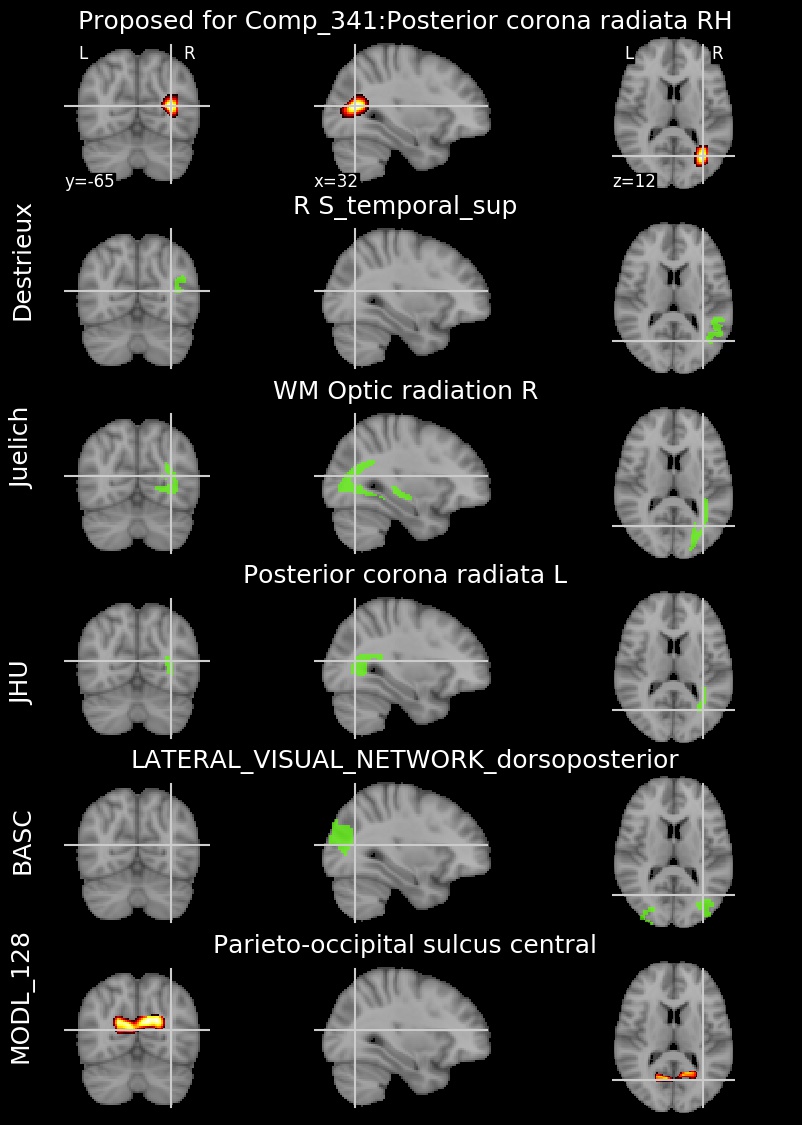 Proposed for Comp_341:Posterior corona radiata RH
L R
L R
y=-65
x=32
z=12
R S_temporal_sup
Destrieux
WM Optic radiation R
Juelich
Posterior corona radiata L
JHU
LATERAL_VISUAL_NETWORK_dorsoposterior
BASC
Parieto-occipital sulcus central
MODL_128